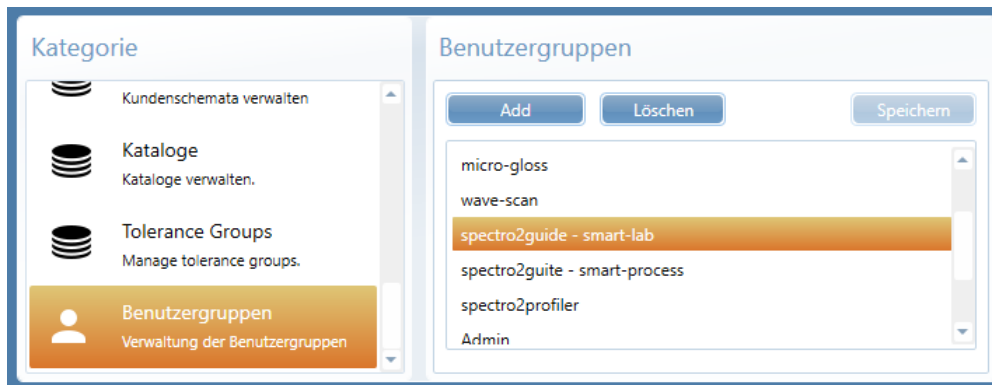 Kategorie
Kundenschemata verwalten
Kataloge
Kataloge verwalten.
Tolerance Groups
Manage tolerance groups.
Benutzergruppen
Verwaltung der Benutzergruppen
Benutzergruppen
Add Löschen Speichern
micro-gloss
wave-scan
spectro2guide - smart-lab
spectro2guite - smart-process
spectro2profiler
Admin